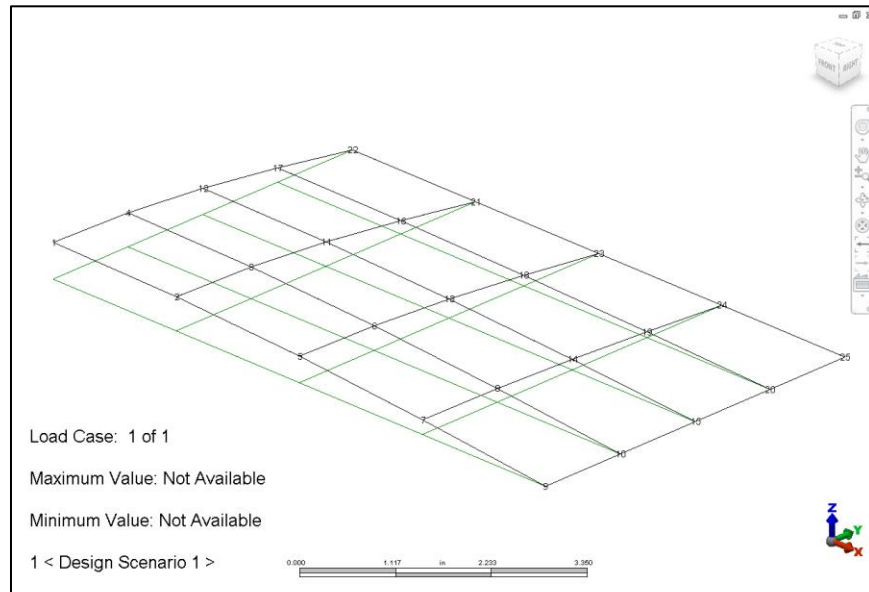 FRONT
RIGHT
22
17
12
21
4
16
1
11
23
3
18
2
13
24
6
19
5
25
14
8
20
7
15
10
9
Load Case: 1 of 1
Maximum Value: Not Available
Minimum Value: Not Available
1 < Design Scenario 1 >
0.000 1.117 in 2.233 3.350
Z
Y
X